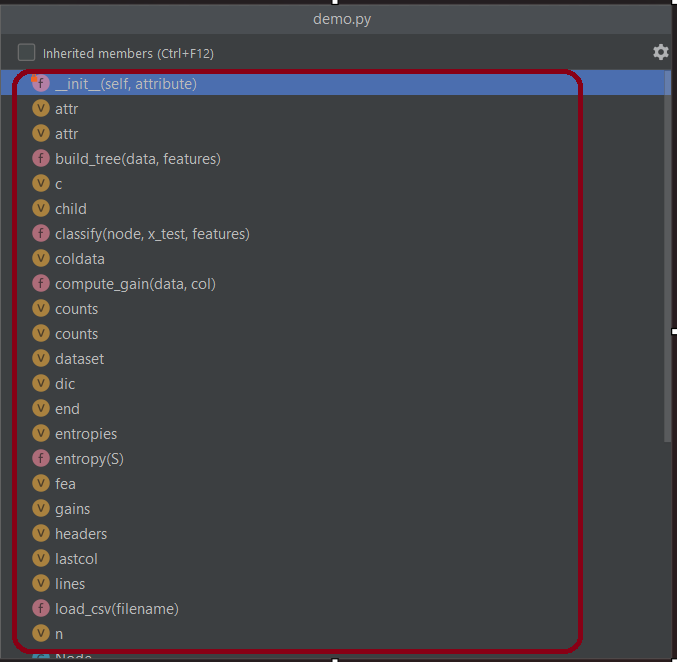 demo.py
Inherited members (Ctrl+F12)
f __init__(self, attribute)
V attr
V attr
f build_tree(data, features)
V c
V child
f classify(node, x_test, features)
V coldata
f compute_gain(data, col)
V counts
V counts
V dataset
V dic
V end
V entropies
f entropy(S)
V fea
V gains
V headers
V lastcol
V lines
f load_csv(filename)
V n
Node